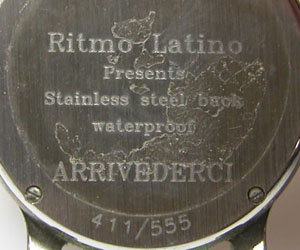 Ritmo Latino
Presents
Stainless steel back
waterproof
ARRIVEDERCI
411/555